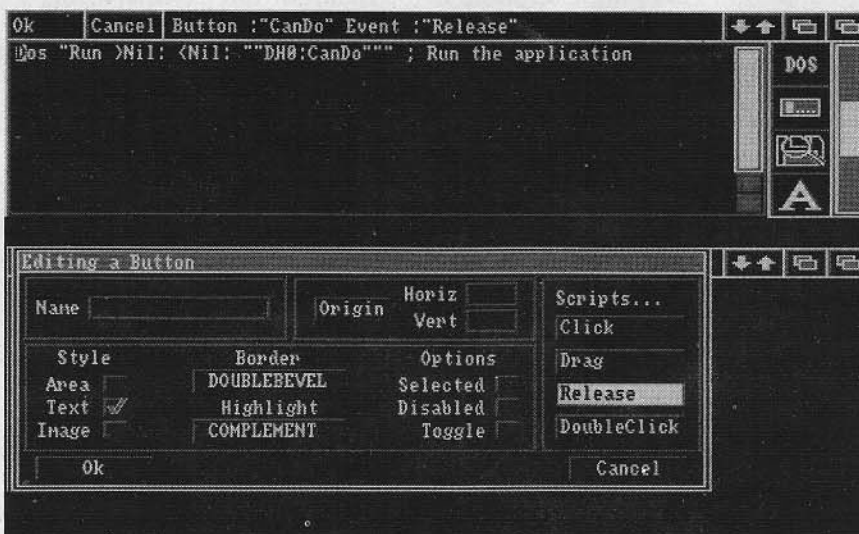 Ok Cancel Button :"CanDo" Event :"Release"
Dos "Run >Nil: <Nil: ""DH0:CanDo""" ; Run the application
DOS
A
Editing a Button
Name
Origin
Horiz
Vert
Style
Area
Text
Image
Border
DOUBLEBEVEL
Highlight
COMPLEMENT
Options
Selected
Disabled
Toggle
Scripts...
Click
Drag
Release
DoubleClick
Ok
Cancel